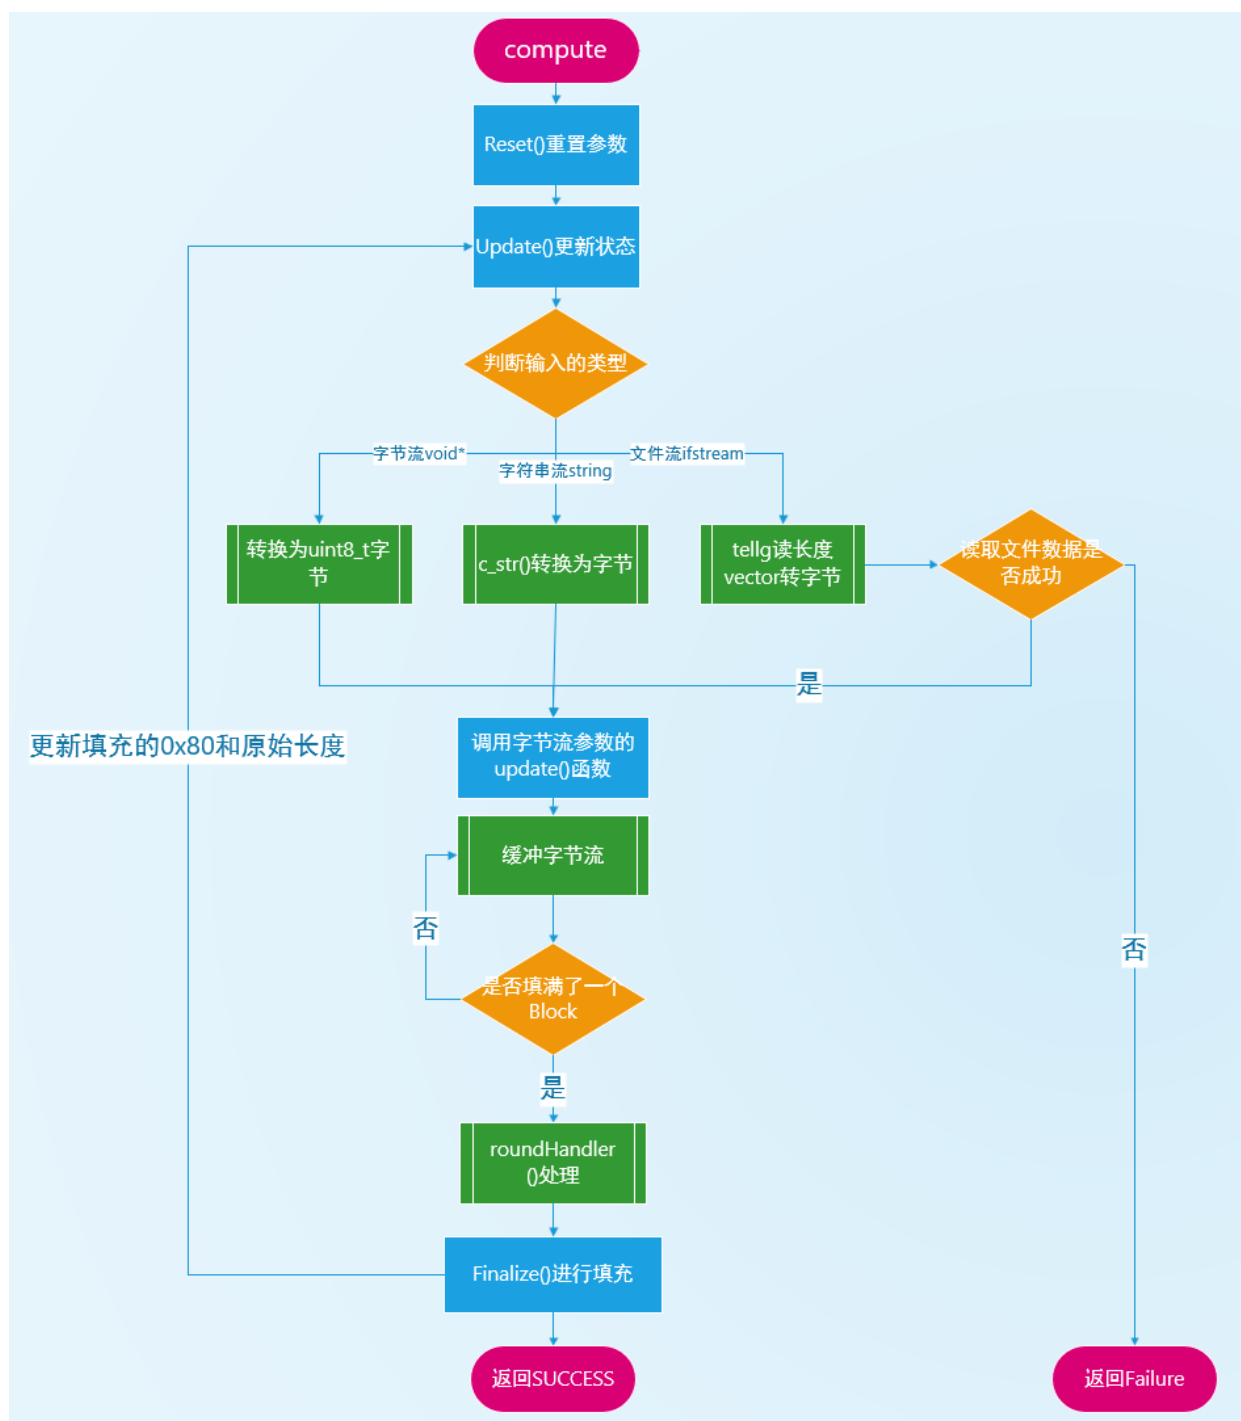 compute
Reset()重置参数
Update()更新状态
判断输入的类型
字节流void*
字符串流string
文件流ifstream
转换为uint8_t字
节
c_str()转换为字节
tellg读长度
vector转字节
读取文件数据是
否成功
是
更新填充的0x80和原始长度
调用字节流参数的
update()函数
缓冲字节流
否
是否填满了一个
Block
否
是
roundHandler
()处理
Finalize()进行填充
返回SUCCESS
返回Failure